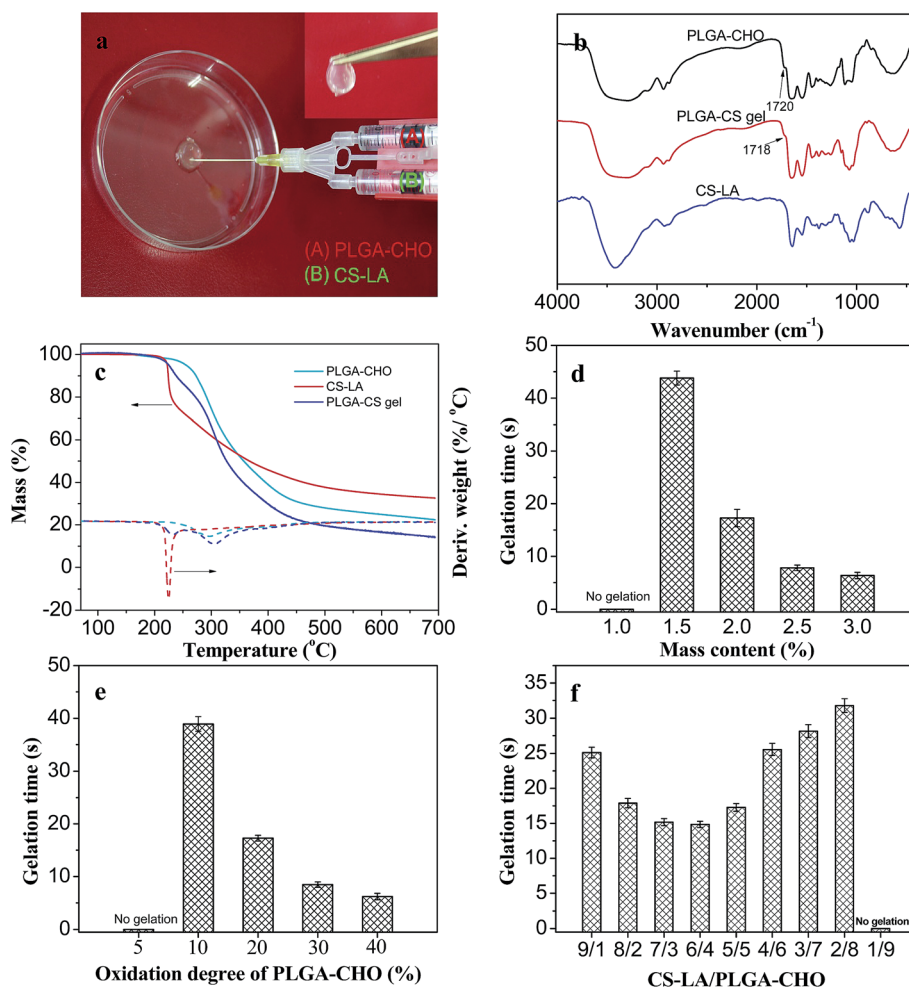 a
(A)
(B)
(A) PLGA-CHO
(B) CS-LA
b
PLGA-CHO
1720
PLGA-CS gel
1718
CS-LA
4000 3000 2000 1000
Wavenumber (cm⁻¹)
c
PLGA-CHO
CS-LA
PLGA-CS gel
100
80
60
40
20
0
-20
Mass (%)
Deriv. weight (%/ °C)
100 200 300 400 500 600 700
Temperature (°C)
d
50
40
30
20
10
0
Gelation time (s)
No gelation
1.0 1.5 2.0 2.5 3.0
Mass content (%)
e
50
40
30
20
10
0
Gelation time (s)
No gelation
5 10 20 30 40
Oxidation degree of PLGA-CHO (%)
f
35
30
25
20
15
25
5
0
Gelation time (s)
No gelation
9/1 8/2 7/3 6/4 5/5 4/6 3/7 2/8 1/9
CS-LA/PLGA-CHO